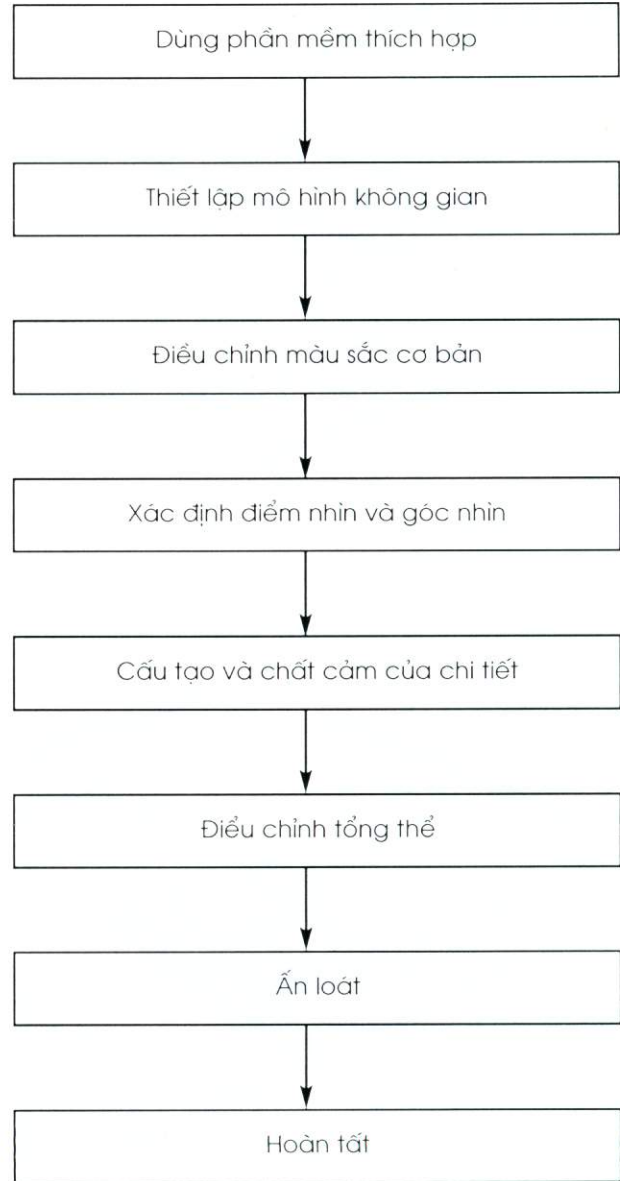 Dùng phần mềm thích hợp
Thiết lập mô hình không gian
Điều chỉnh màu sắc cơ bản
Xác định điểm nhìn và góc nhìn
Cấu tạo và chất cảm của chi tiết
Điểu chỉnh tổng thể
Ấn loát
Hoàn tất